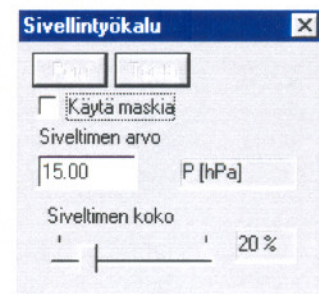 Sivellintyökalu
Käytä maskia
Siveltimen arvo
15.00 P [hPa]
Siveltimen koko
20 %